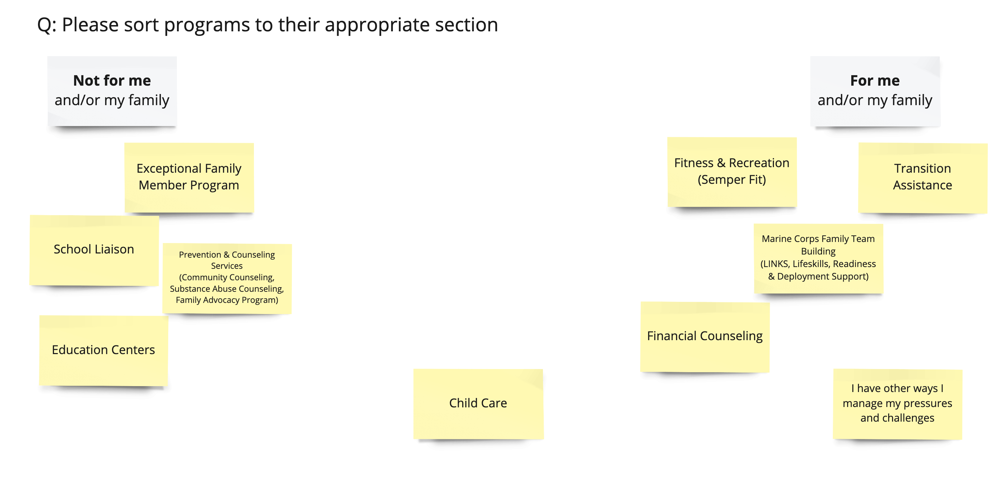 Q: Please sort programs to their appropriate section
Not for me
and/or my family
For me
and/or my family
Exceptional Family
Member Program
Fitness & Recreation
(Semper Fit)
Transition
Assistance
School Liaison
Prevention & Counseling
Services
(Community Counseling,
Substance Abuse Counseling,
Family Advocacy Program)
Marine Corps Family Team
Building
(LINKS, Lifeskills, Readiness
& Deployment Support)
Education Centers
Financial Counseling
Child Care
I have other ways I
manage my pressures
and challenges